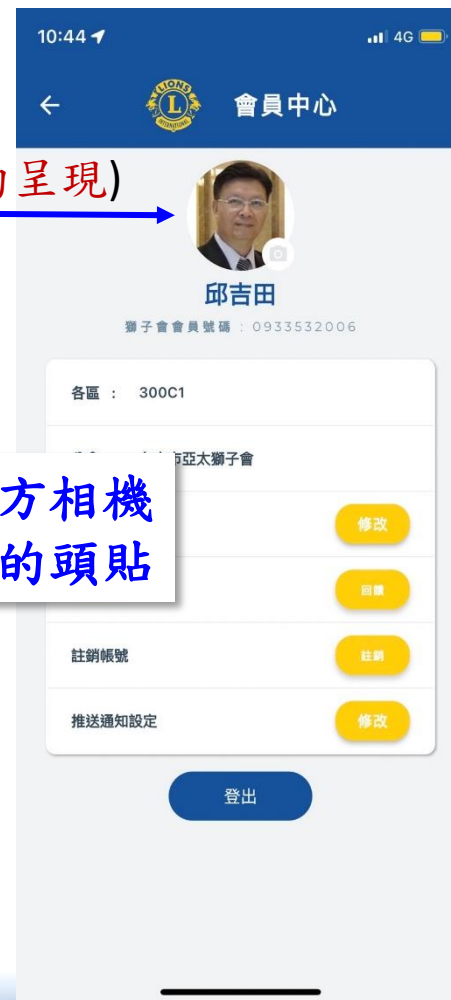 10:44
4G
LIONS
L
INTERNATIONAL
會員中心
呈現)
邱吉田
獅子會會員號碼 : 0933532006
各區 : 300C1
市亞太獅子會
方相機
的頭貼
修改
回饋
註銷帳號
註銷
推送通知設定
修改
登出